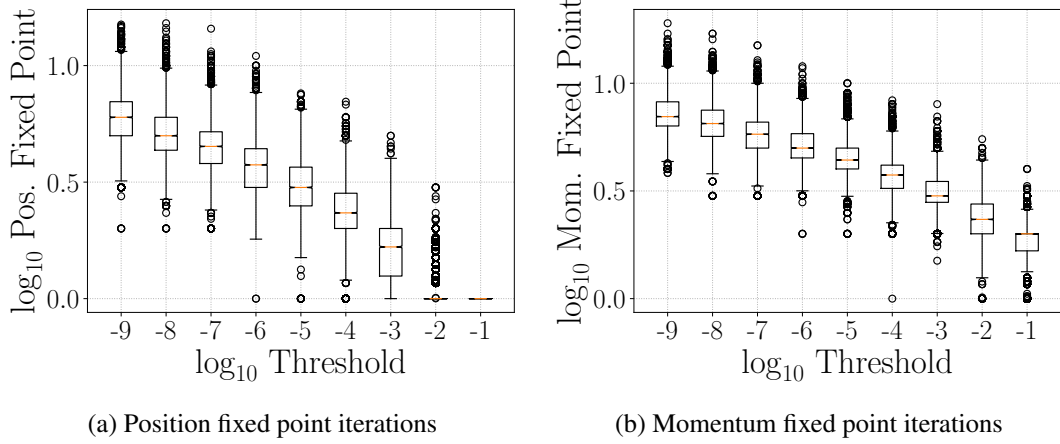 log₁₀ Pos. Fixed Point
1.0
0.5
0.0
-9 -8 -7 -6 -5 -4 -3 -2 -1
log₁₀ Threshold
(a) Position fixed point iterations
log₁₀ Mom. Fixed Point
1.0
0.5
0.0
-9 -8 -7 -6 -5 -4 -3 -2 -1
log₁₀ Threshold
(b) Momentum fixed point iterations